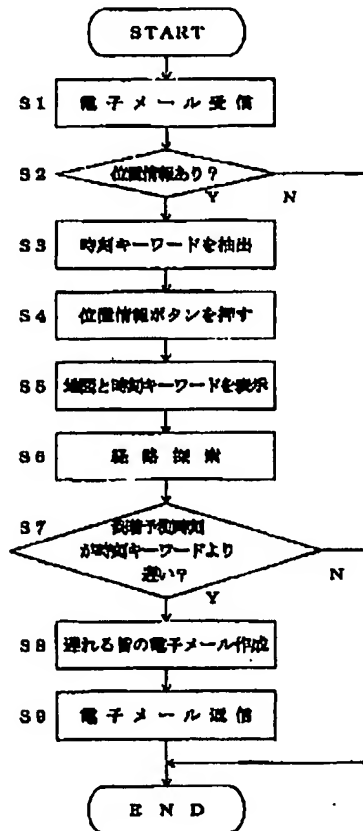 START
S1 電子メール受信
S2 位置情報あり?
Y N
S3 時刻キーワードを抽出
S4 位置情報ボタンを押す
S5 地図と時刻キーワードを表示
S6 経路探索
S7 到着予測時刻
が時刻キーワードより
遅い?
N
Y
S8 遅れる旨の電子メール作成
S9 電子メール返信
END